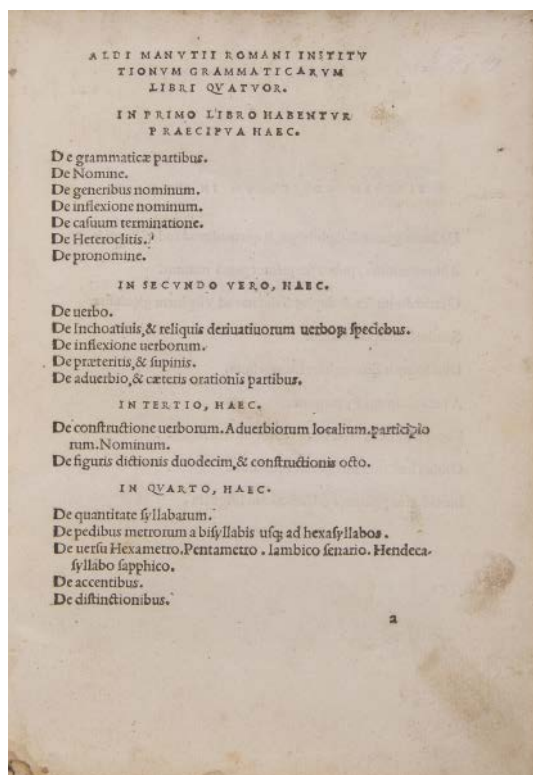 ALDI MANVTII ROMANI INSTITV
TIONVM GRAMMATICARVM
LIBRI QVATVOR.
IN PRIMO LIBRO HABENTVR
PRAECIPVA HAEC.
De grammaticæ partibus.
De Nomine.
De generibus nominum.
De inflexione nominum.
De caſuum terminatione.
De Heteroclitis.
De pronomine.
IN SECVNDO VERO, HAEC.
De uerbo.
De Inchoatiuis,& reliquis deriuatiuorum uerboꝝ ſpeciebus.
De inflexione uerborum.
De præteritis,& ſupinis.
De aduerbio,& cæteris orationis partibus.
IN TERTIO, HAEC.
De conſtructione uerborum. Aduerbiorum localium. participio
rum. Nominum.
De figuris dictionis duodecim,& conſtructionis octo.
IN QVARTO, HAEC.
De quantitate ſyllabarum.
De pedibus metrorum a biſyllabis uſq; ad hexaſyllabos.
De uerſu Hexametro. Pentametro. Iambico ſenario. Hendeca-
ſyllabo ſapphico.
De accentibus.
De diſtinctionibus.
a